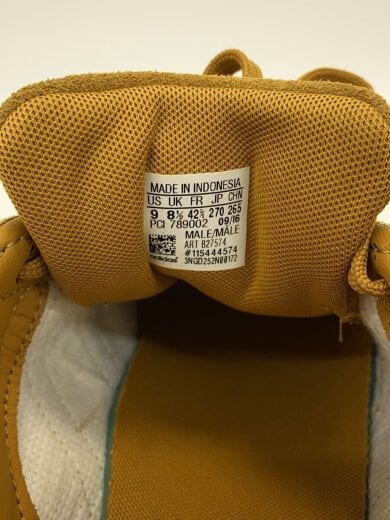 MADE IN INDONESIA
US UK FR JP CHN
9 8½ 42⅔ 270 265
PCI 789002 09/16
MALE/MÂLE
ART B27574
#115444574
adidas 3NGD252N00172